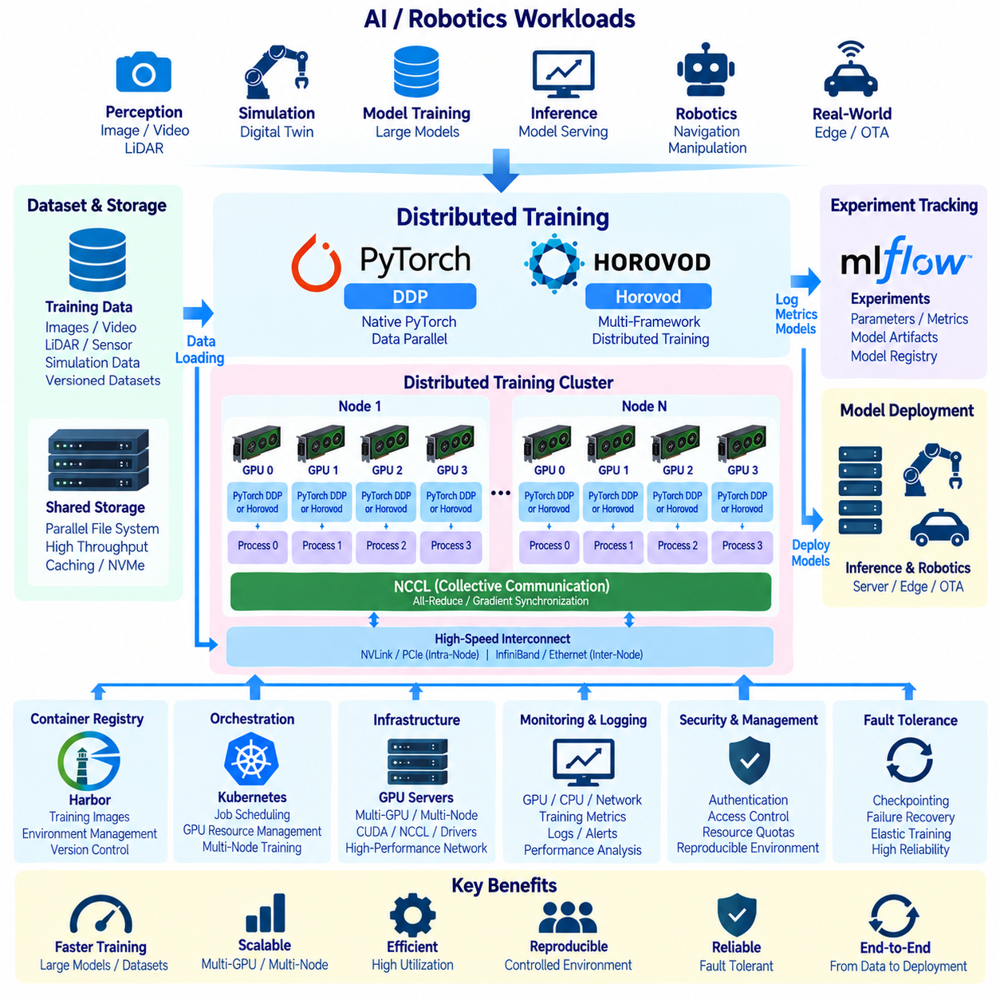 AI / Robotics Workloads
Perception
Image / Video
LiDAR
Simulation
Digital Twin
Model Training
Large Models
Inference
Model Serving
Robotics
Navigation
Manipulation
Real-World
Edge / OTA
Dataset & Storage
Training Data
Images / Video
LiDAR / Sensor
Simulation Data
Versioned Datasets
Shared Storage
Parallel File System
High Throughput
Caching / NVMe
Data
Loading
Distributed Training
PyTorch
DDP
Native PyTorch
Data Parallel
HOROVOD
Horovod
Multi-Framework
Distributed Training
Log
Metrics
Models
Experiment Tracking
mlflow™
Experiments
Parameters / Metrics
Model Artifacts
Model Registry
Distributed Training Cluster
Node 1
GPU 0
GPU 1
GPU 2
GPU 3
PyTorch DDP
or Horovod
PyTorch DDP
or Horovod
PyTorch DDP
or Horovod
PyTorch DDP
or Horovod
Process 0
Process 1
Process 2
Process 3
...
Node N
GPU 0
GPU 1
GPU 2
GPU 3
PyTorch DDP
or Horovod
PyTorch DDP
or Horovod
PyTorch DDP
or Horovod
PyTorch DDP
or Horovod
Process 0
Process 1
Process 2
Process 3
NCCL (Collective Communication)
All-Reduce / Gradient Synchronization
High-Speed Interconnect
NVLink / PCIe (Intra-Node) | InfiniBand / Ethernet (Inter-Node)
Deploy
Models
Model Deployment
Inference & Robotics
Server / Edge / OTA
Container Registry
Harbor
Training Images
Environment Management
Version Control
Orchestration
Kubernetes
Job Scheduling
GPU Resource Management
Multi-Node Training
Infrastructure
GPU Servers
Multi-GPU / Multi-Node
CUDA / NCCL / Drivers
High-Performance Network
Monitoring & Logging
GPU / CPU / Network
Training Metrics
Logs / Alerts
Performance Analysis
Security & Management
Authentication
Access Control
Resource Quotas
Reproducible Environment
Fault Tolerance
Checkpointing
Failure Recovery
Elastic Training
High Reliability
Key Benefits
Faster Training
Large Models / Datasets
Scalable
Multi-GPU / Multi-Node
Efficient
High Utilization
Reproducible
Controlled Environment
Reliable
Fault Tolerant
End-to-End
From Data to Deployment